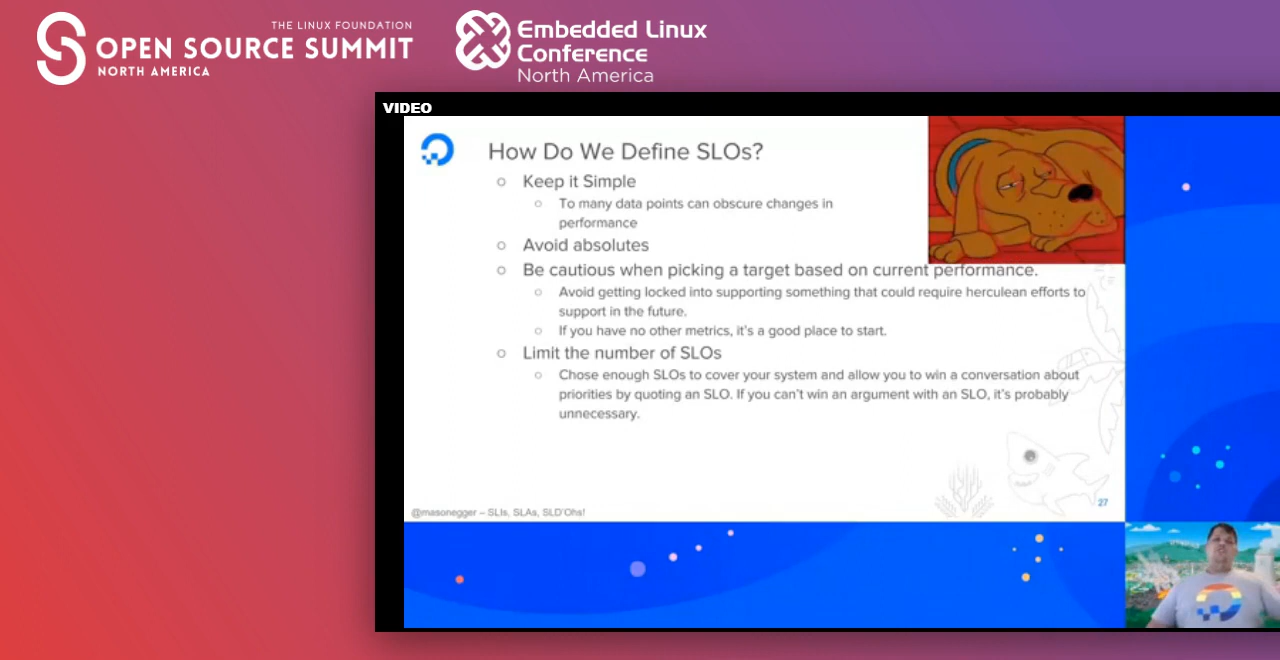 THE LINUX FOUNDATION
OPEN SOURCE SUMMIT
NORTH AMERICA
Embedded Linux
Conference
North America
VIDEO
How Do We Define SLOs?
Keep it Simple
To many data points can obscure changes in
performance
Avoid absolutes
Be cautious when picking a target based on current performance.
Avoid getting locked into supporting something that could require herculean efforts to
support in the future.
If you have no other metrics, it's a good place to start.
Limit the number of SLOs
Chose enough SLOs to cover your system and allow you to win a conversation about
priorities by quoting an SLO. If you can't win an argument with an SLO, it's probably
unnecessary.
27
@masonegger – SLIs, SLAs, SLD'Ohs!